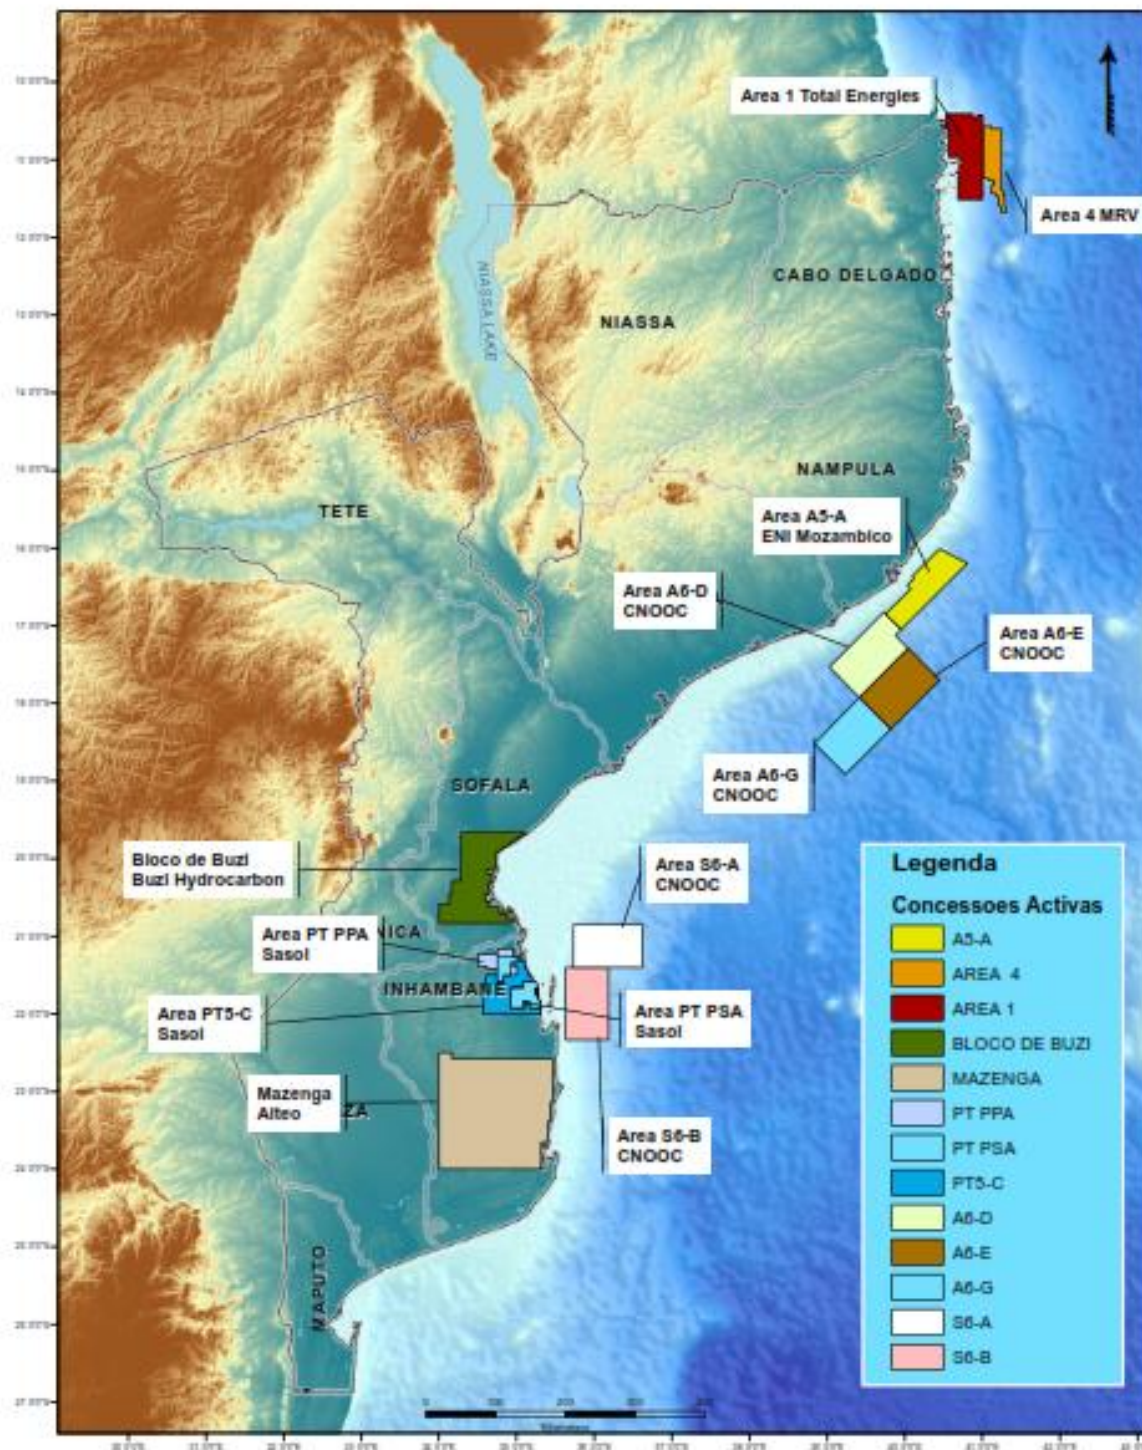 Area 1 Total Energies
Area 4 MRV
CABO DELGADO
NIASSA LAKE
NIASSA
NAMPULA
TETE
Area A5-A
ENI Mozambico
Area A6-D
CNOOC
Area A6-E
CNOOC
Area A6-G
CNOOC
SOFALA
Bloco de Buzi
Buzi Hydrocarbon
Area S6-A
CNOOC
Area PT PPA
Sasol
NICA
INHAMBANE
Area PT5-C
Sasol
Area PT PSA
Sasol
Mazenga
Alteo
ZA
Area S6-B
CNOOC
MAPUTO
Legenda
Concessoes Activas
A5-A
AREA 4
AREA 1
BLOCO DE BUZI
MAZENGA
PT PPA
PT PSA
PT5-C
A6-D
A6-E
A6-G
S6-A
S6-B